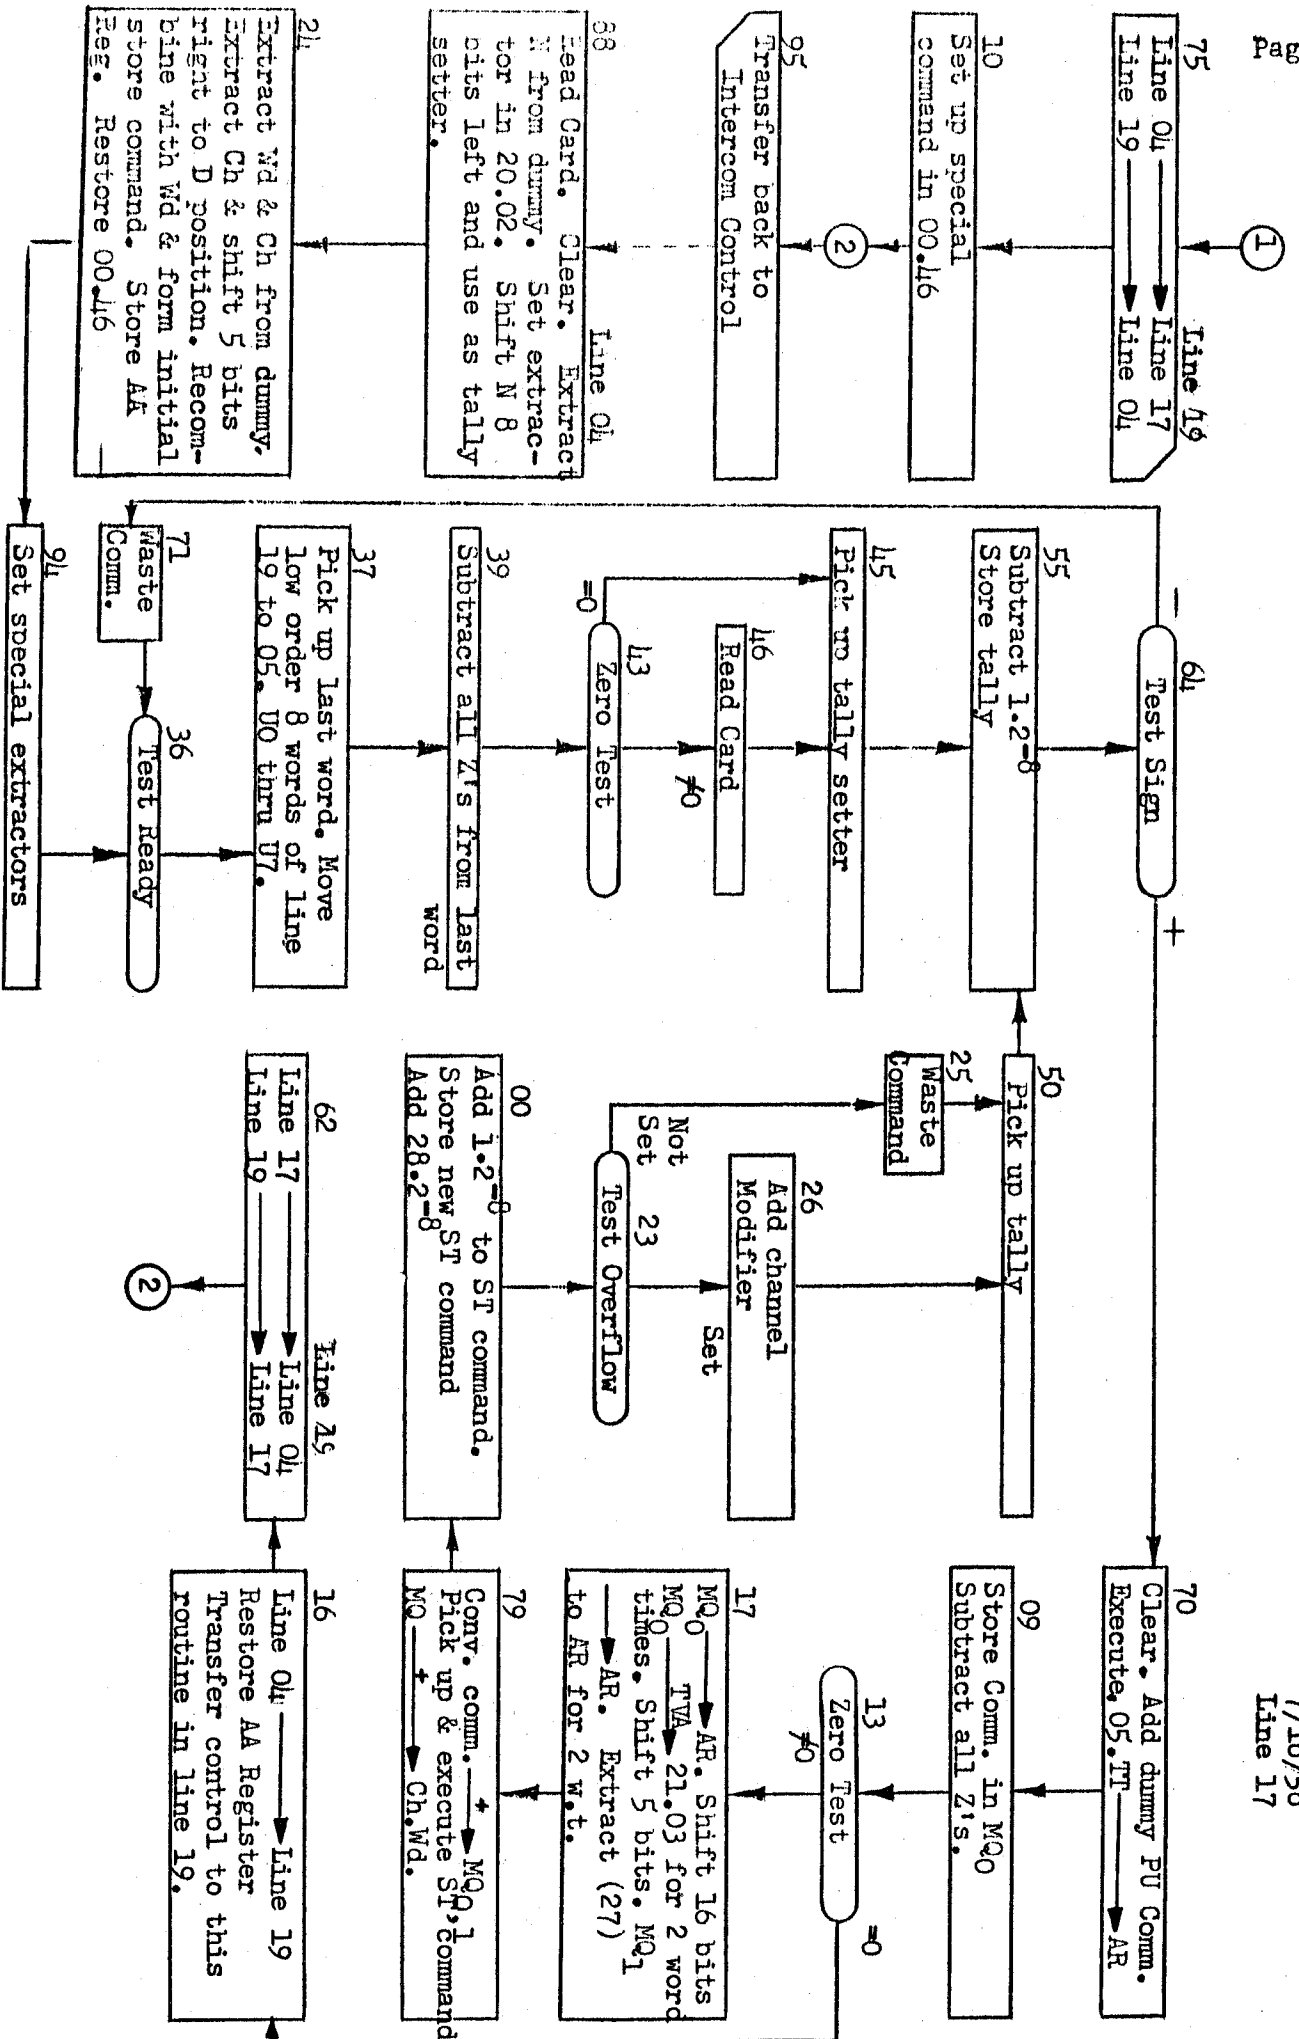 Pag
7/18/56
Line 17
1
75
Line 19
Line 04 → Line 17
Line 19 → Line 04
10
Set up special
command in 00.46
2
95
Transfer back to
Intercom Control
88
Line 04
Read Card. Clear. Extract
N from dummy. Set extrac-
tor in 20.02. Shift N 8
bits left and use as tally
setter.
24
Extract Wd & Ch from dummy.
Extract Ch & shift 5 bits
right to D position. Recom-
bine with Wd & form initial
store command. Store AA
Reg. Restore 00.46
64
- Test Sign +
55
Subtract 1.2-8
Store tally
45
Pick up tally setter
46
Read Card
≠0
43
Zero Test
=0
39
Subtract all Z's from last
word
37
Pick up last word. Move
low order 8 words of line
19 to 05. U0 thru U7.
71
Waste
Comm.
36
Test Ready
94
Set special extractors
50
Pick up tally
25
Waste
Command
26
Add channel
Modifier
Set
Not
Set
23
Test Overflow
00
Add 1.2-8 to ST command.
Store new ST command
Add 28.2-8
62
Line 19
Line 17 → Line 04
Line 19 → Line 17
2
70
Clear. Add dummy PU Comm.
Execute. 05.TT → AR
09
Store Comm. in MQ0
Subtract all Z's.
13
Zero Test
=0
≠0
17
MQ0 → AR. Shift 16 bits
MQ0 TVA → 21.03 for 2 word
times. Shift 5 bits. MQ1
→ AR. Extract (27)
to AR for 2 w.t.
79
Conv. comm. + → MQ0,1
Pick up & execute ST command
MQ + → Ch.Wd.
16
Line 04 → Line 19
Restore AA Register
Transfer control to this
routine in line 19.